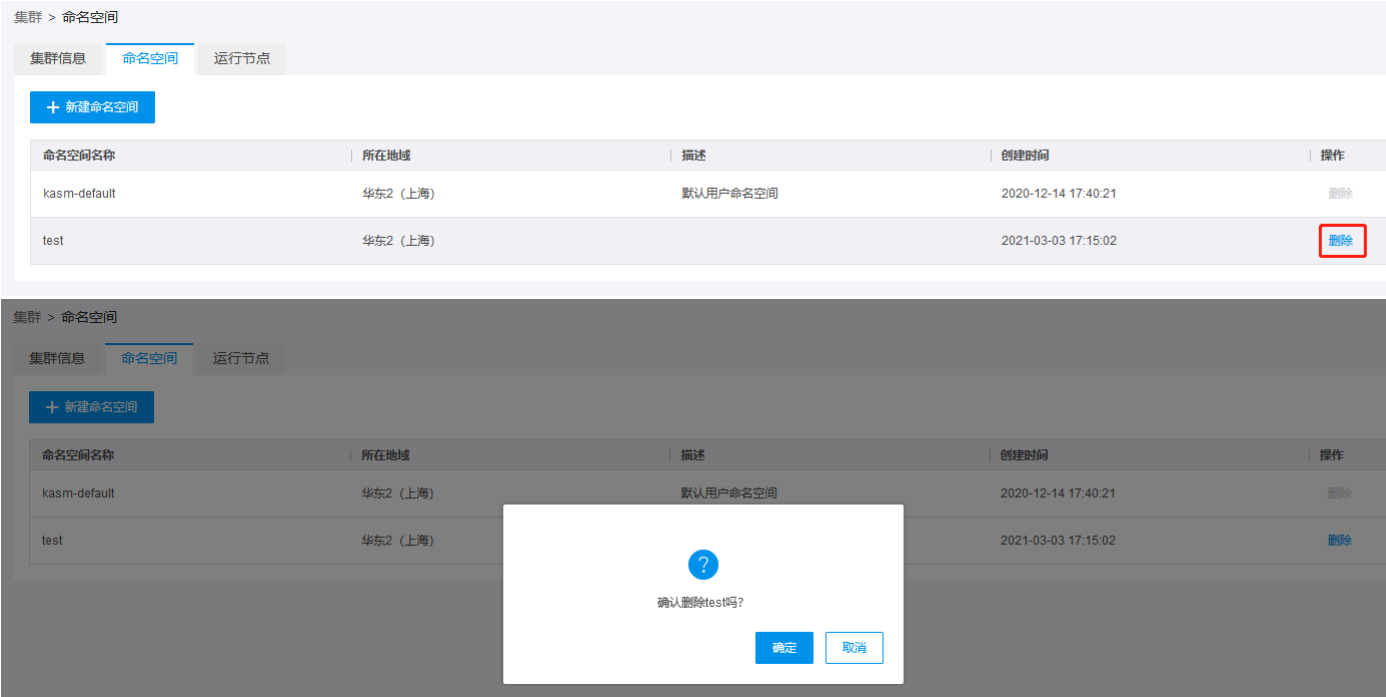 集群 > 命名空间
集群信息 命名空间 运行节点
+ 新建命名空间
命名空间名称 所在地域 描述 创建时间 操作
kasm-default 华东2（上海） 默认用户命名空间 2020-12-14 17:40:21 删除
test 华东2（上海） 2021-03-03 17:15:02 删除
集群 > 命名空间
集群信息 命名空间 运行节点
+ 新建命名空间
命名空间名称 所在地域 描述 创建时间 操作
kasm-default 华东2（上海） 默认用户命名空间 2020-12-14 17:40:21 删除
test 华东2（上海） 2021-03-03 17:15:02 删除
?
确认删除test吗?
确定 取消